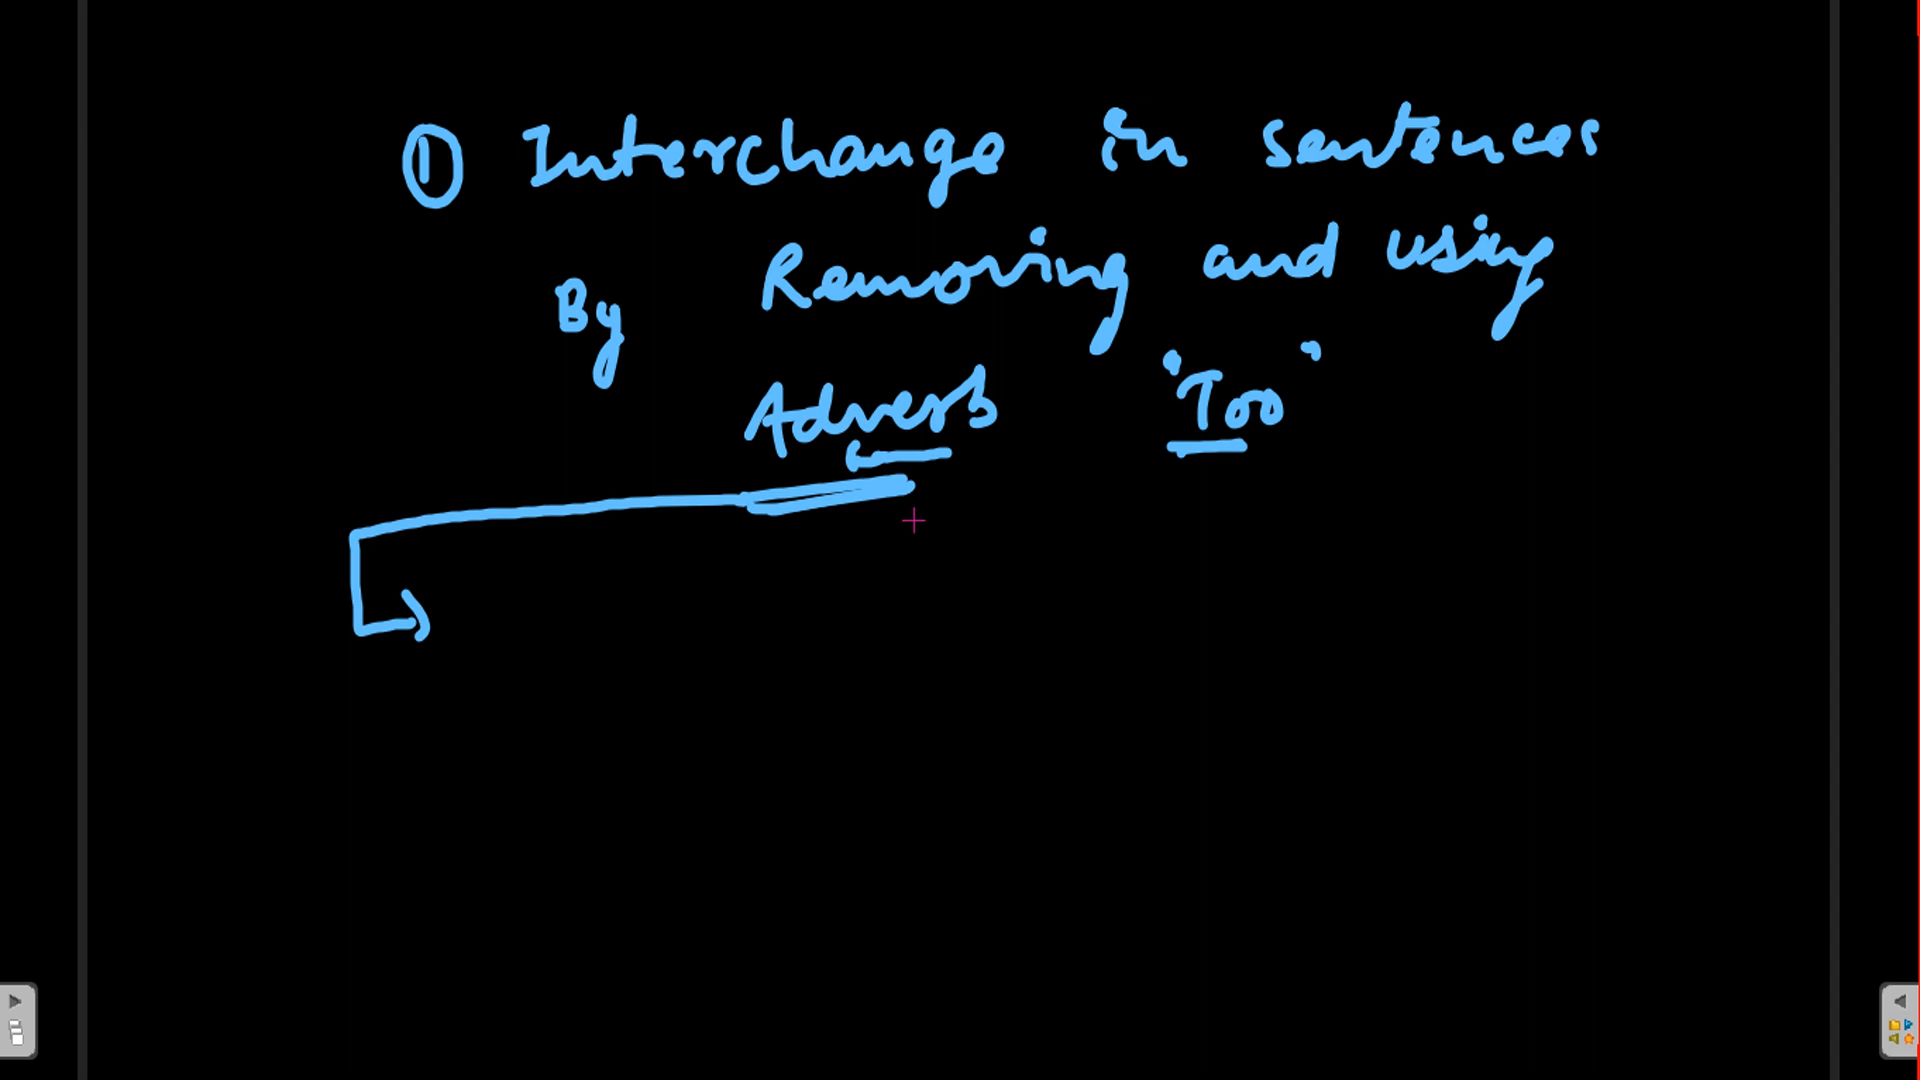 ① Interchange in sentences
By Removing and using
Adverb "Too"